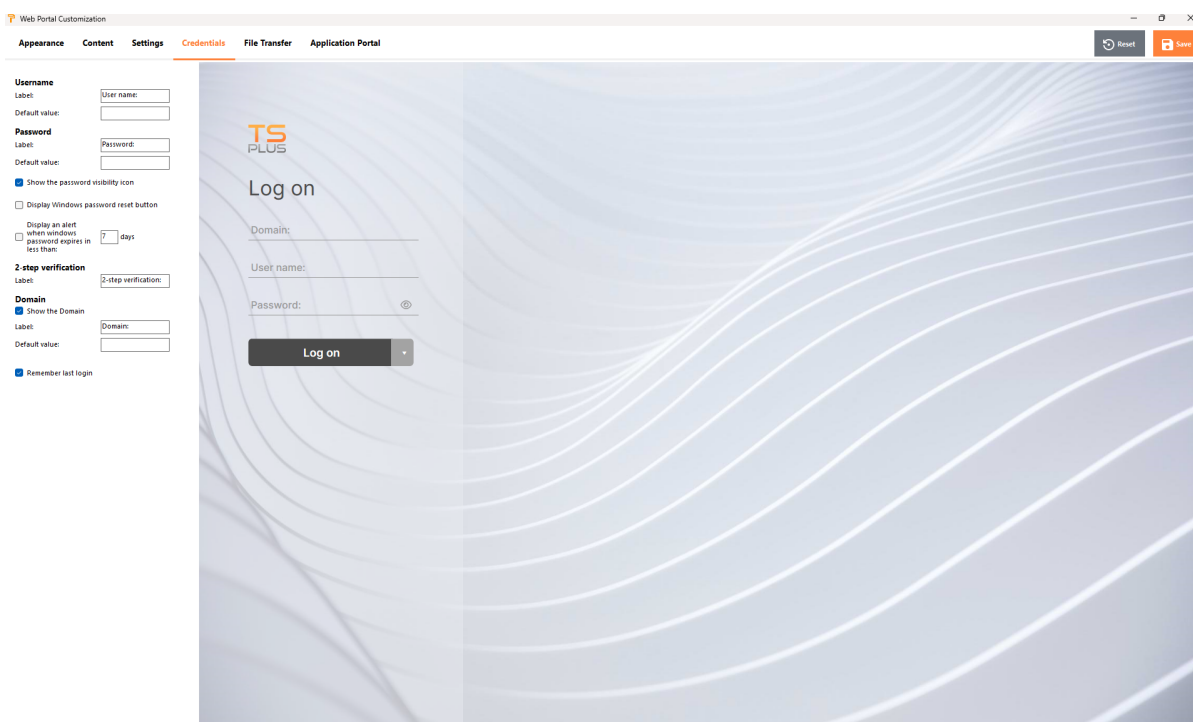 Web Portal Customization
Appearance Content Settings Credentials File Transfer Application Portal Reset Save
Username
Label: User name:
Default value:
Password
Label: Password:
Default value:
Show the password visibility icon
Display Windows password reset button
Display an alert
when windows
password expires in
less than: 7 days
2-step verification
Label: 2-step verification:
Domain
Show the Domain
Label: Domain:
Default value:
Remember last login
TS
PLUS
Log on
Domain:
User name:
Password:
Log on